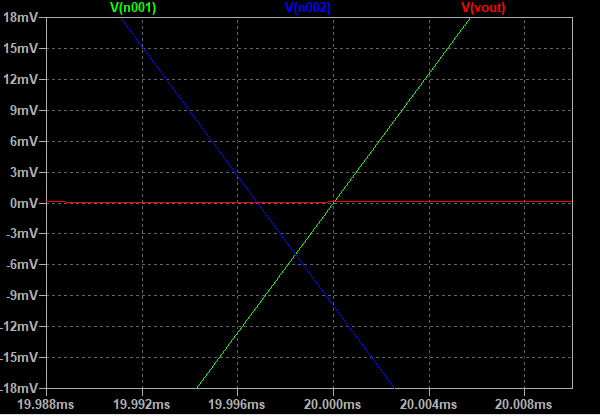 V(n001) V(n002) V(vout)
18mV
15mV
12mV
9mV
6mV
3mV
0mV
-3mV
-6mV
-9mV
-12mV
-15mV
-18mV
19.988ms 19.992ms 19.996ms 20.000ms 20.004ms 20.008ms